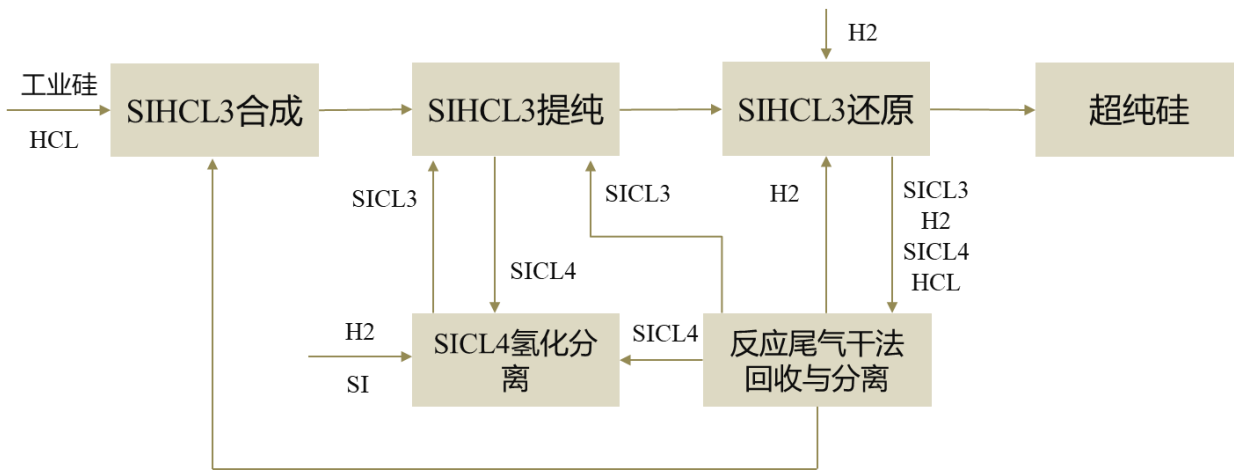 H2
工业硅
HCL
SIHCL3合成
SIHCL3提纯
SIHCL3还原
超纯硅
SICL3
SICL4
SICL3
H2
SICL3
H2
SICL4
HCL
H2
SI
SICL4氢化分
离
SICL4
反应尾气干法
回收与分离